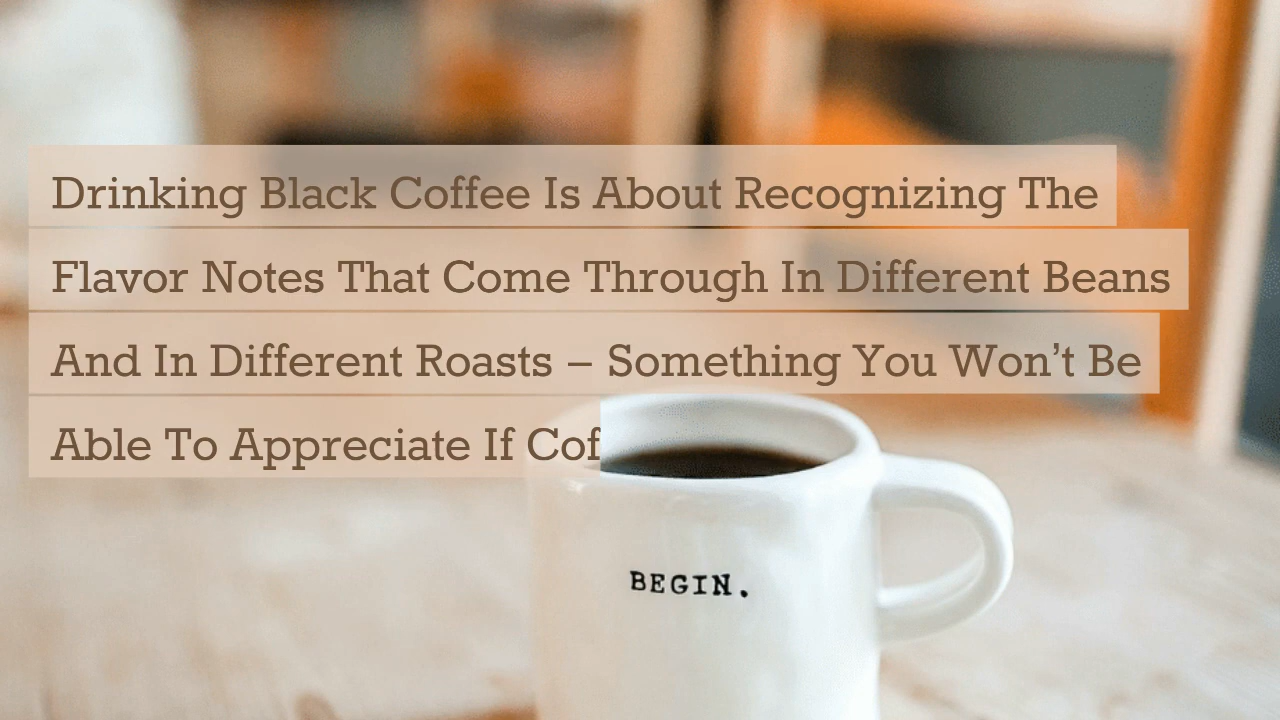 Drinking Black Coffee Is About Recognizing The
Flavor Notes That Come Through In Different Beans
And In Different Roasts – Something You Won’t Be
Able To Appreciate If Cof
BEGIN.